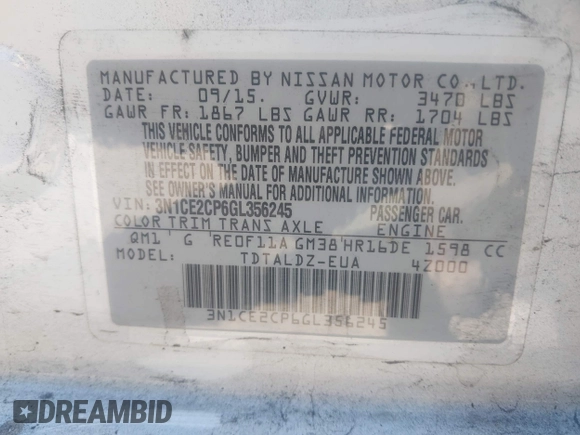 MANUFACTURED BY NISSAN MOTOR CO., LTD.
DATE: 09/15. GVWR: 3470 LBS
GAWR FR: 1867 LBS GAWR RR: 1704 LBS
THIS VEHICLE CONFORMS TO ALL APPLICABLE FEDERAL MOTOR
VEHICLE SAFETY, BUMPER AND THEFT PREVENTION STANDARDS
IN EFFECT ON THE DATE OF MANUFACTURE SHOWN ABOVE.
SEE OWNER'S MANUAL FOR ADDITIONAL INFORMATION.
VIN: 3N1CE2CP6GL356245 PASSENGER CAR.
COLOR TRIM TRANS AXLE ENGINE
QM1 G RE0F11A GM38 HR16DE 1598 CC
MODEL: TDTALDZ-EUA 4Z000
3N1CE2CP6GL356245
DREAMBID